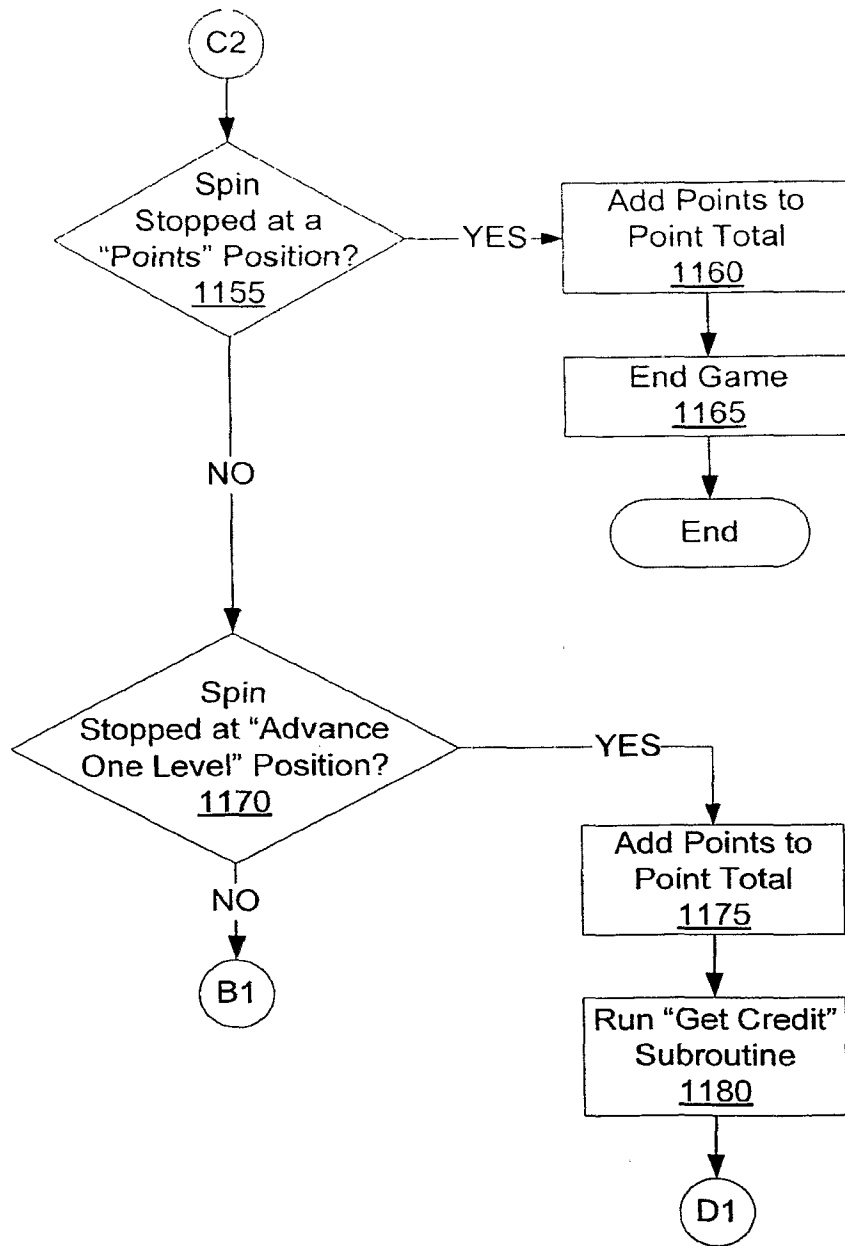 C2
Spin
Stopped at a
“Points” Position?
1155
YES
Add Points to
Point Total
1160
End Game
1165
End
NO
Spin
Stopped at “Advance
One Level” Position?
1170
YES
Add Points to
Point Total
1175
Run “Get Credit”
Subroutine
1180
D1
NO
B1